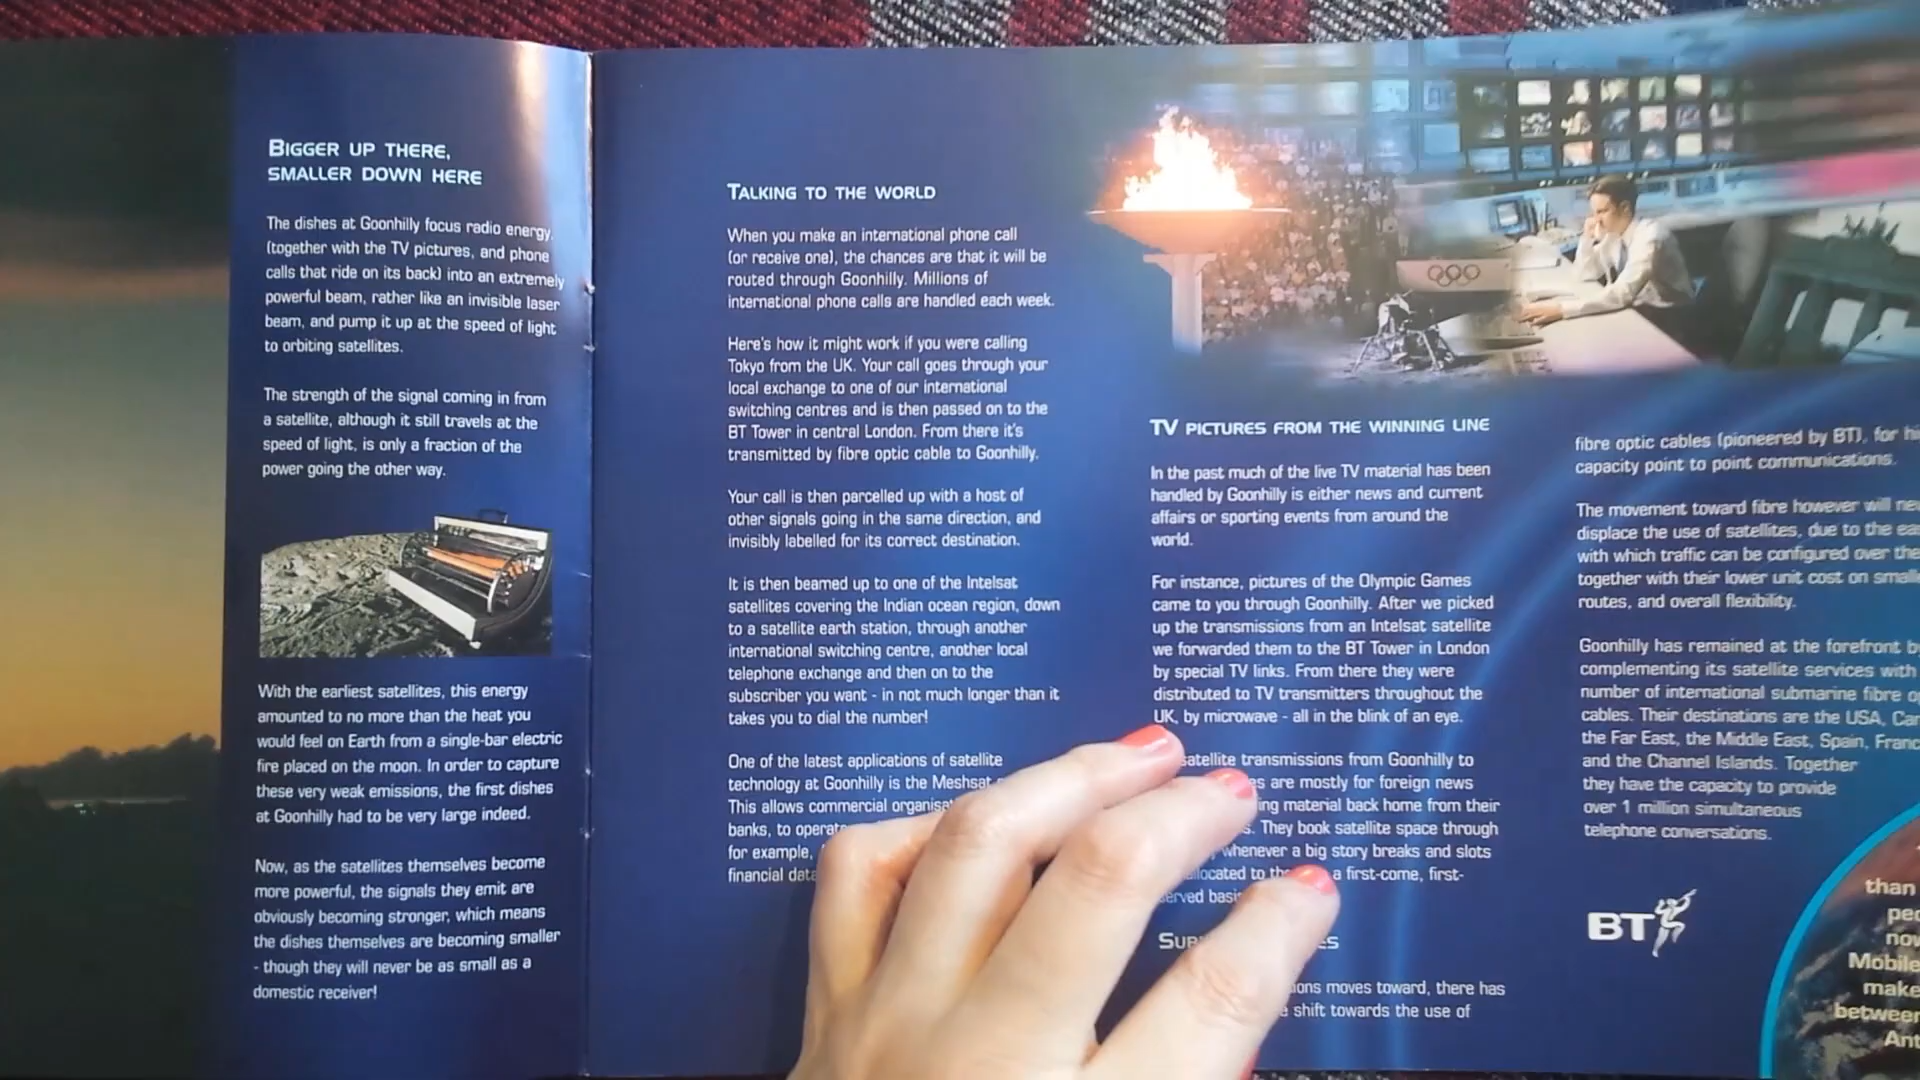 BIGGER UP THERE,
SMALLER DOWN HERE
The dishes at Goonhilly focus radio energy,
(together with the TV pictures, and phone
calls that ride on its back) into an extremely
powerful beam, rather like an invisible laser
beam, and pump it up at the speed of light
to orbiting satellites.
The strength of the signal coming in from
a satellite, although it still travels at the
speed of light, is only a fraction of the
power going the other way.
With the earliest satellites, this energy
amounted to no more than the heat you
would feel on Earth from a single-bar electric
fire placed on the moon. In order to capture
these very weak emissions, the first dishes
at Goonhilly had to be very large indeed.
Now, as the satellites themselves become
more powerful, the signals they emit are
obviously becoming stronger, which means
the dishes themselves are becoming smaller
- though they will never be as small as a
domestic receiver!
TALKING TO THE WORLD
When you make an international phone call
(or receive one), the chances are that it will be
routed through Goonhilly. Millions of
international phone calls are handled each week.
Here's how it might work if you were calling
Tokyo from the UK. Your call goes through your
local exchange to one of our international
switching centres and is then passed on to the
BT Tower in central London. From there it's
transmitted by fibre optic cable to Goonhilly.
Your call is then parcelled up with a host of
other signals going in the same direction, and
invisibly labelled for its correct destination.
It is then beamed up to one of the Intelsat
satellites covering the Indian ocean region, down
to a satellite earth station, through another
international switching centre, another local
telephone exchange and then on to the
subscriber you want - in not much longer than it
takes you to dial the number!
One of the latest applications of satellite
technology at Goonhilly is the Meshsat
This allows commercial
banks, to
for example,
financial
TV PICTURES FROM THE WINNING LINE
In the past much of the live TV material has been
handled by Goonhilly is either news and current
affairs or sporting events from around the
world.
For instance, pictures of the Olympic Games
came to you through Goonhilly. After we picked
up the transmissions from an Intelsat satellite
we forwarded them to the BT Tower in London
by special TV links. From there they were
distributed to TV transmitters throughout the
UK, by microwave - all in the blink of an eye.
satellite transmissions from Goonhilly to
are mostly for foreign news
material back home from their
They book satellite space through
whenever a big story breaks and slots
to a first-come, first-
moves toward, there has
shift towards the use of
fibre optic cables (pioneered by BT), for
capacity point to point communications.
The movement toward fibre however will
displace the use of satellites, due to the
with which traffic can be configured over the
together with their lower unit cost on
routes, and overall flexibility.
Goonhilly has remained at the forefront
complementing its satellite services with
number of international submarine fibre
cables. Their destinations are the USA,
the Far East, the Middle East, Spain,
and the Channel Islands. Together
they have the capacity to provide
over 1 million simultaneous
telephone conversations.
BT
than
Mobile
make
between